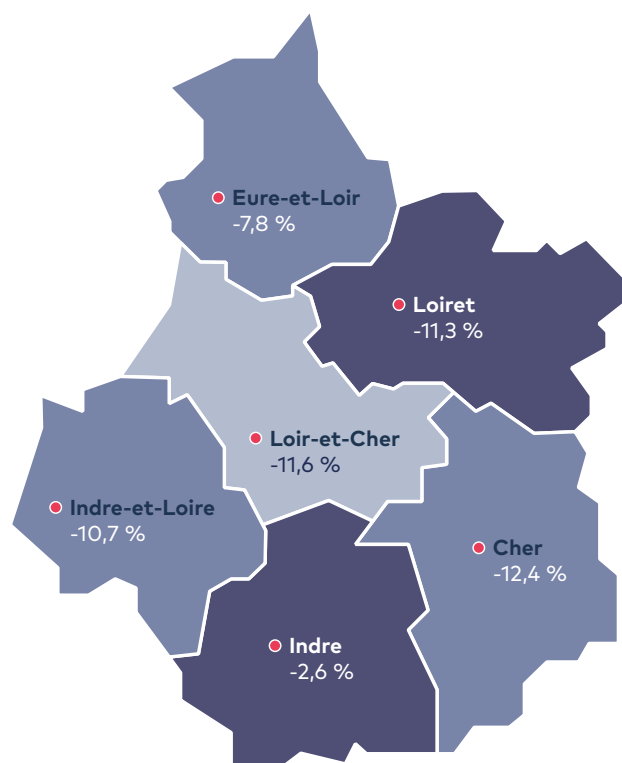 Eure-et-Loir
-7,8 %
Loiret
-11,3 %
Loir-et-Cher
-11,6 %
Indre-et-Loire
-10,7 %
Cher
-12,4 %
Indre
-2,6 %